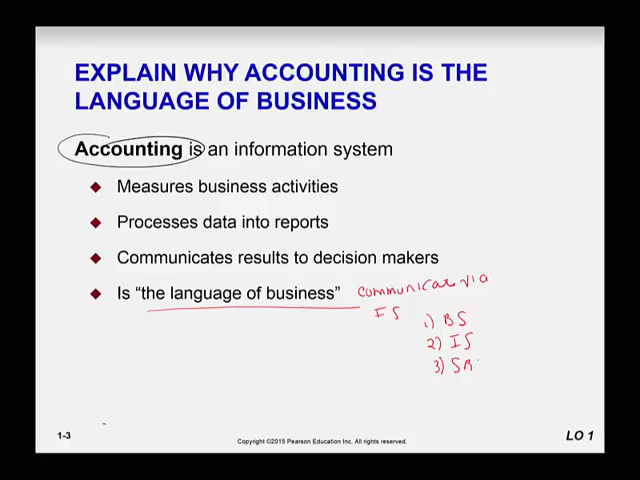 EXPLAIN WHY ACCOUNTING IS THE
LANGUAGE OF BUSINESS
Accounting is an information system
Measures business activities
Processes data into reports
Communicates results to decision makers
Is “the language of business”
communicate via
IS
1) BS
2) IS
3) SR
1-3
Copyright ©2015 Pearson Education Inc. All rights reserved.
LO 1